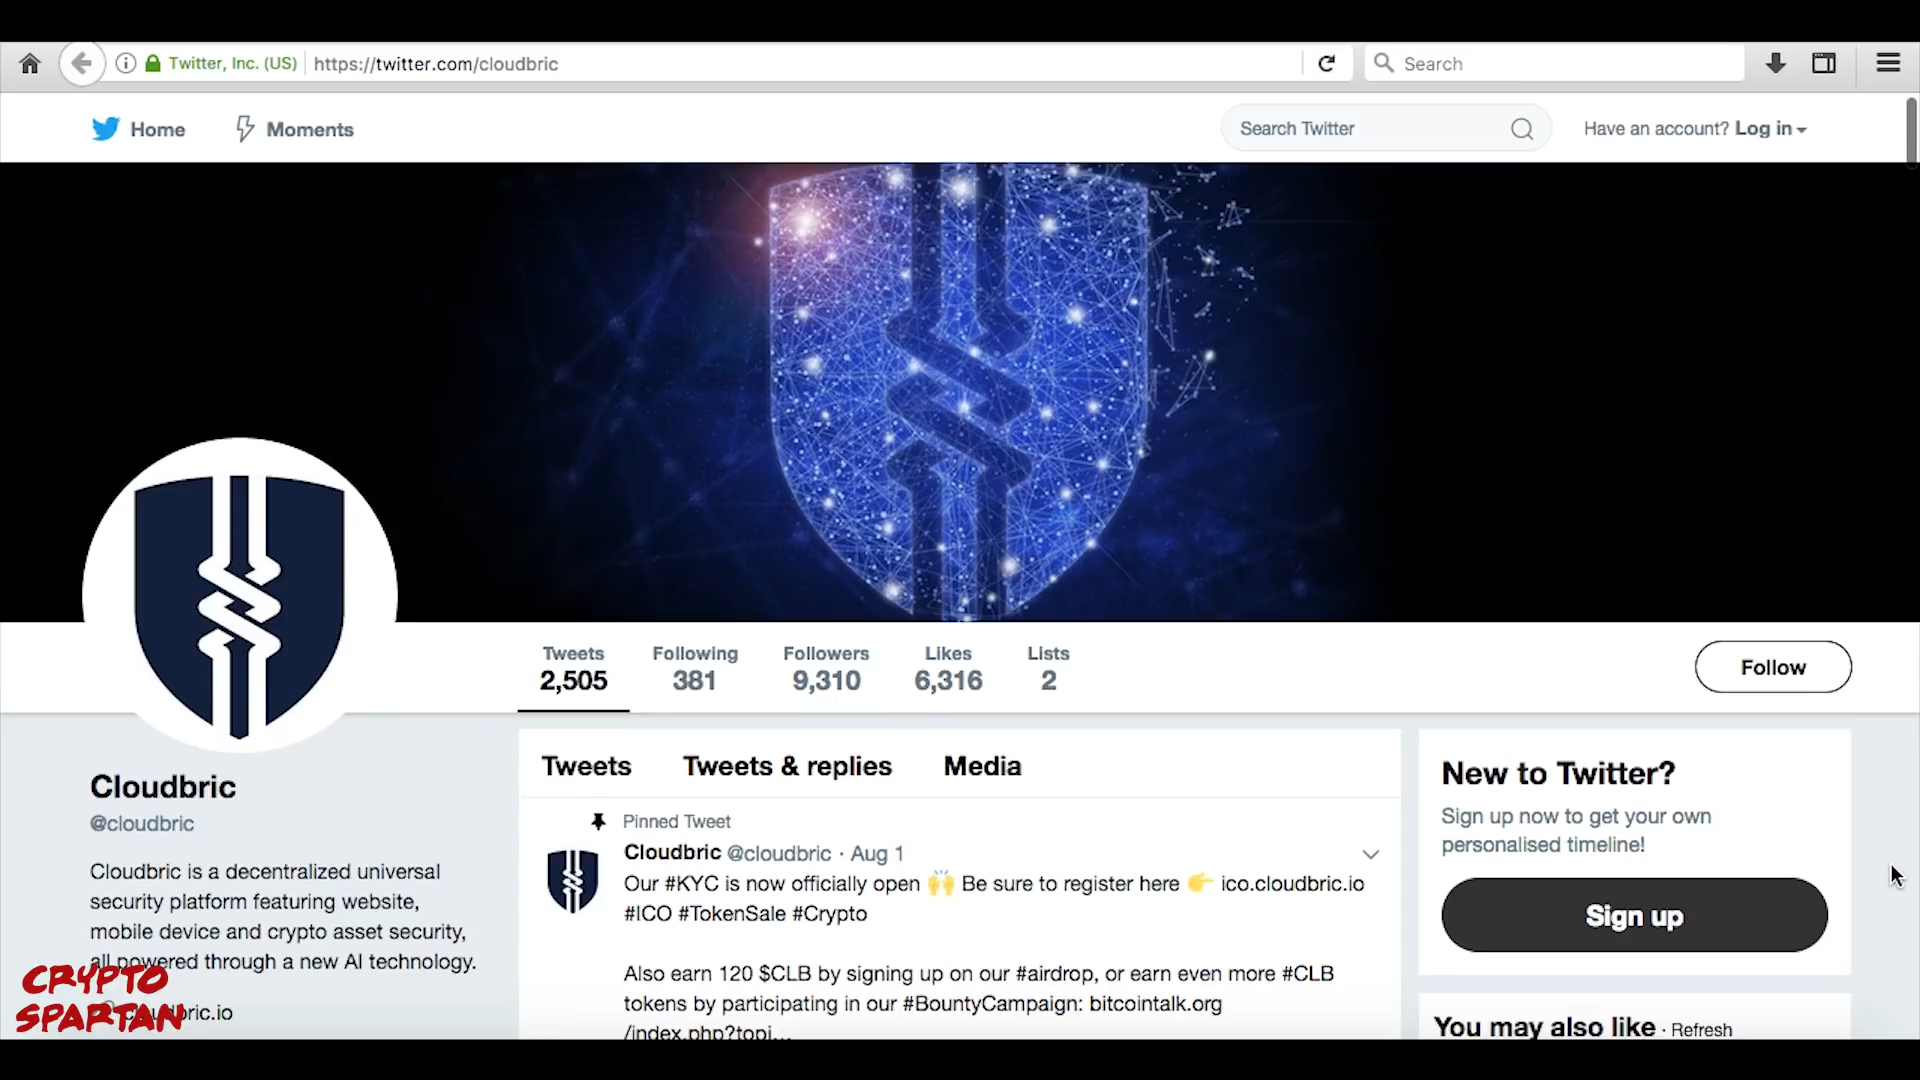 Twitter, Inc. (US) https://twitter.com/cloudbric Search
Home Moments Search Twitter Have an account? Log in
Tweets Following Followers Likes Lists
2,505 381 9,310 6,316 2
Follow
Cloudbric
@cloudbric
Cloudbric is a decentralized universal
security platform featuring website,
mobile device and crypto asset security,
all powered through a new AI technology.
cloudbric.io
Tweets Tweets & replies Media
Pinned Tweet
Cloudbric @cloudbric · Aug 1
Our #KYC is now officially open 🙌 Be sure to register here 👉 ico.cloudbric.io
#ICO #TokenSale #Crypto
Also earn 120 $CLB by signing up on our #airdrop, or earn even more #CLB
tokens by participating in our #BountyCampaign: bitcointalk.org
/index.php?topi...
New to Twitter?
Sign up now to get your own
personalised timeline!
Sign up
You may also like · Refresh
CRYPTO
SPARTAN